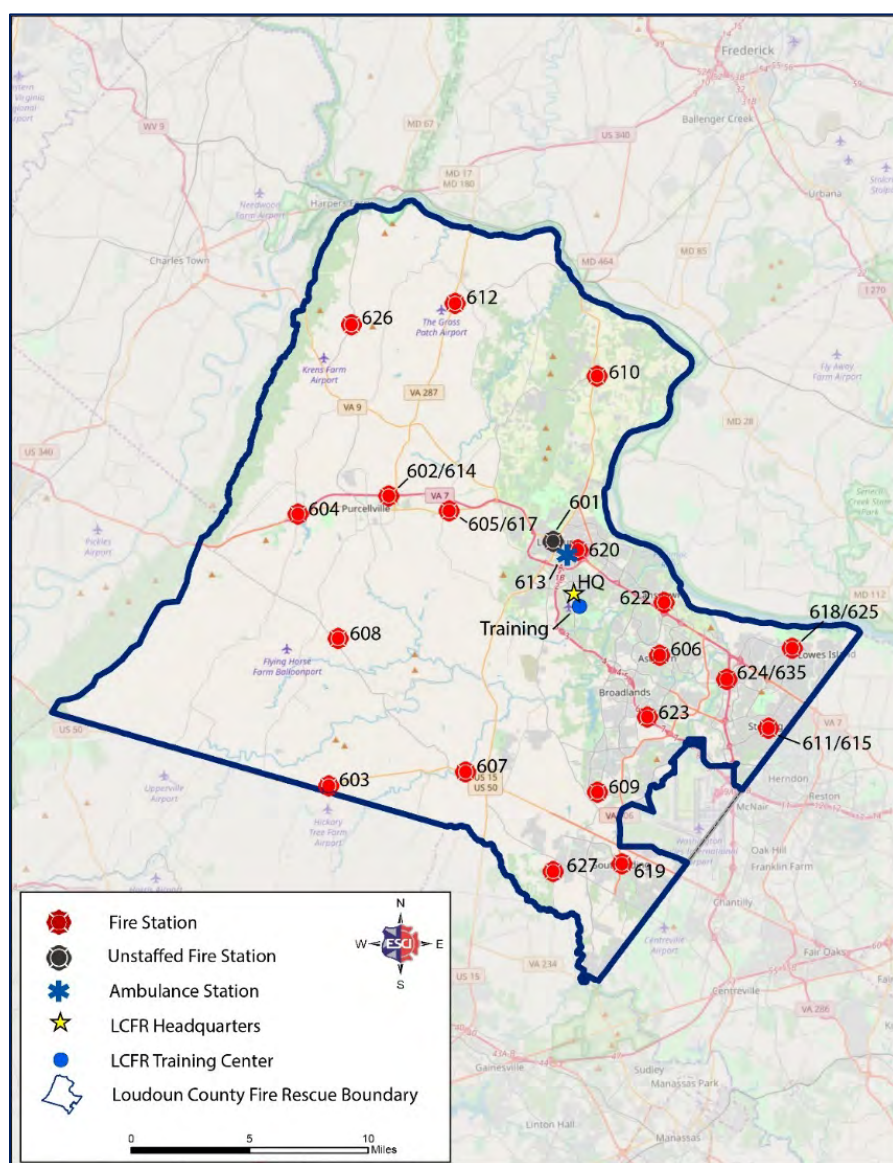 Frederick
Ballenger Creek
WV 9
MD 67
US 340
MD 17
MD 180
Urbana
Needwood
Farm Airport
Charles Town
MD 464
MD 85
I 270
612
626
The Grass
Patch Airport
Krens Farm
Airport
610
Fly Away
Farm Airport
VA 9
VA 287
MD 28
US 340
602/614
VA 7
601
604
Purcellville
605/617
620
Pickles
Airport
613
HQ
MD 112
622
618/625
Training
608
606
Lowes Island
Flying Horse
Farm Balloonport
624/635
Broadlands
US 50
623
VA 7
611/615
Herndon
Reston
603
607
US 15
US 50
609
McNair
Upperville
Airport
Hickory
Tree Farm
Airport
Oak Hill
Franklin Farm
627
619
Chantilly
Centreville
Airport
Fair Oaks
US 15
VA 234
Centreville
VA 286
Gainesville
Sudley
Manassas Park
Linton Hall
Manassas
Fire Station
Unstaffed Fire Station
Ambulance Station
LCFR Headquarters
LCFR Training Center
Loudoun County Fire Rescue Boundary
N
W
ESCI
E
S
0
5
10
Miles